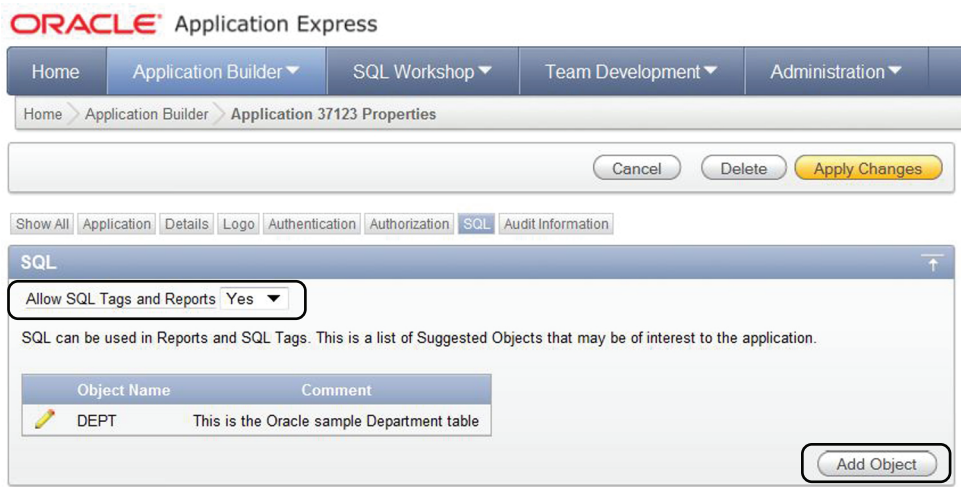 ORACLE Application Express
Home Application Builder SQL Workshop Team Development Administration
Home Application Builder Application 37123 Properties
Cancel Delete Apply Changes
Show All Application Details Logo Authentication Authorization SQL Audit Information
SQL
Allow SQL Tags and Reports Yes
SQL can be used in Reports and SQL Tags. This is a list of Suggested Objects that may be of interest to the application.
Object Name Comment
DEPT This is the Oracle sample Department table
Add Object